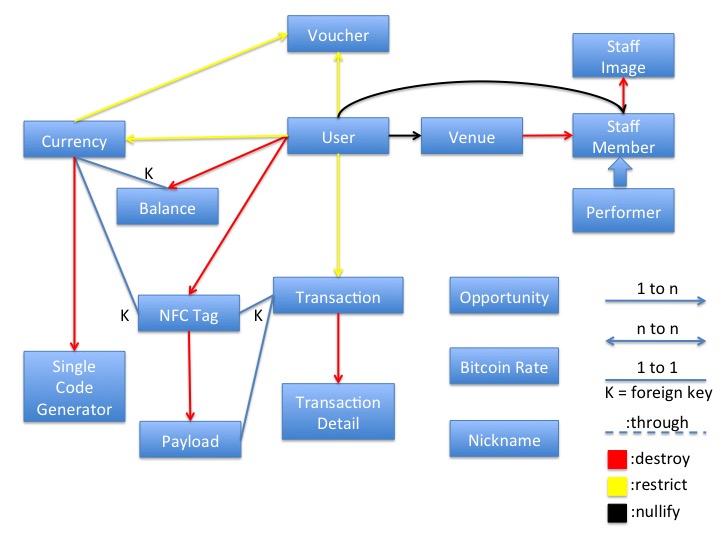 Voucher
Staff
Image
Currency
User
Venue
Staff
Member
K
Balance
Performer
K
NFC Tag
K
Transaction
Opportunity
1 to n
n to n
Single
Code
Generator
Bitcoin Rate
1 to 1
K = foreign key
Transaction
Detail
:through
Payload
Nickname
:destroy
:restrict
:nullify